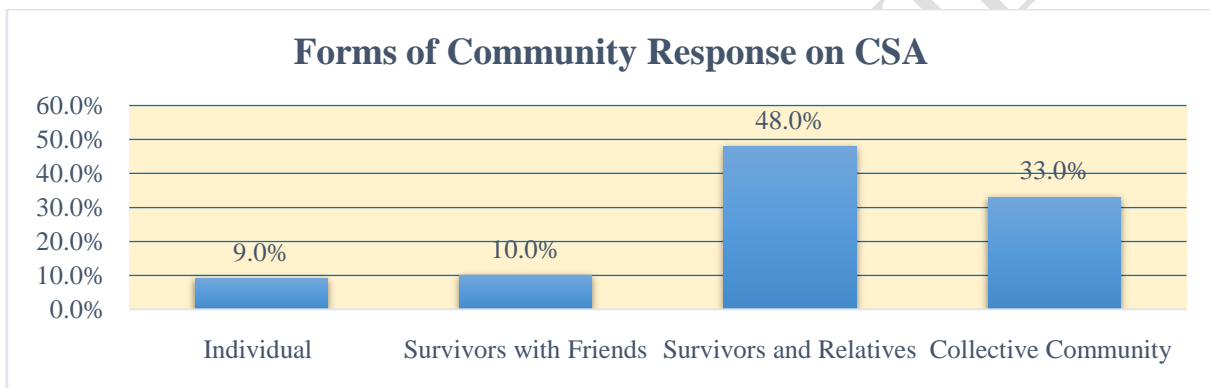 Forms of Community Response on CSA
60.0%
50.0%
40.0%
30.0%
20.0%
10.0%
0.0%
9.0%
10.0%
48.0%
33.0%
Individual
Survivors with Friends
Survivors and Relatives
Collective Community